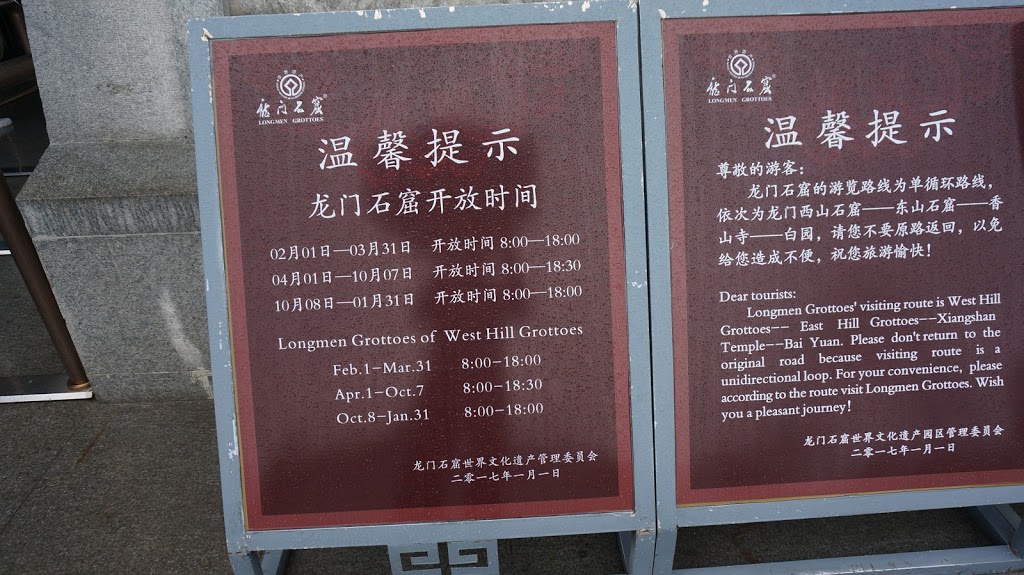 龙门石窟
LONGMEN GROTTOES
温馨提示
龙门石窟开放时间
02月01日—03月31日 开放时间 8:00—18:00
04月01日—10月07日 开放时间 8:00—18:30
10月08日—01月31日 开放时间 8:00—18:00
Longmen Grottoes of West Hill Grottoes
Feb.1-Mar.31 8:00-18:00
Apr.1-Oct.7 8:00-18:30
Oct.8-Jan.31 8:00-18:00
龙门石窟世界文化遗产管理委员会
二零一七年一月一日
龙门石窟
LONGMEN GROTTOES
温馨提示
尊敬的游客：
龙门石窟的游览路线为单循环路线，
依次为龙门西山石窟——东山石窟——香
山寺——白园，请您不要原路返回，以免
给您造成不便，祝您旅游愉快！
Dear tourists:
Longmen Grottoes' visiting route is West Hill
Grottoes-- East Hill Grottoes--Xiangshan
Temple--Bai Yuan. Please don't return to the
original road because visiting route is a
unidirectional loop. For your convenience, please
according to the route visit Longmen Grottoes. Wish
you a pleasant journey!
龙门石窟世界文化遗产园区管理委员会
二零一七年一月一日